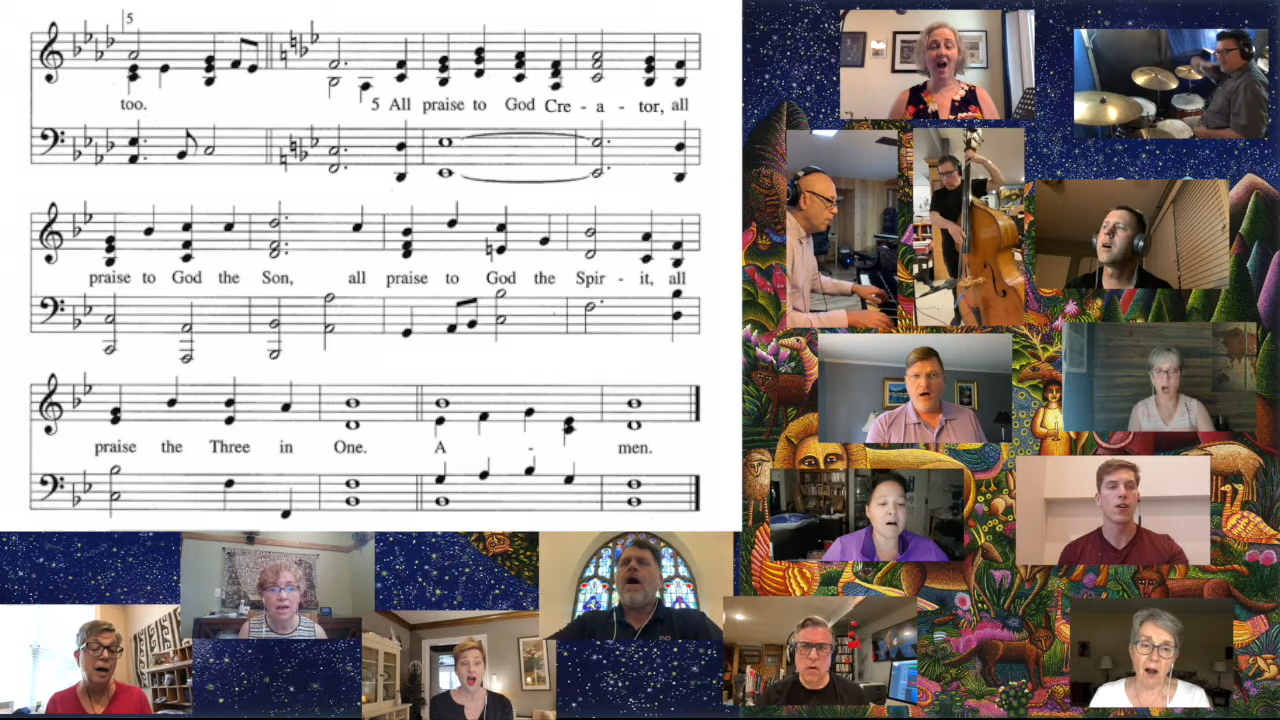 5
too. 5 All praise to God Cre - a - tor, all
praise to God the Son, all praise to God the Spir - it, all
praise the Three in One. A - men.